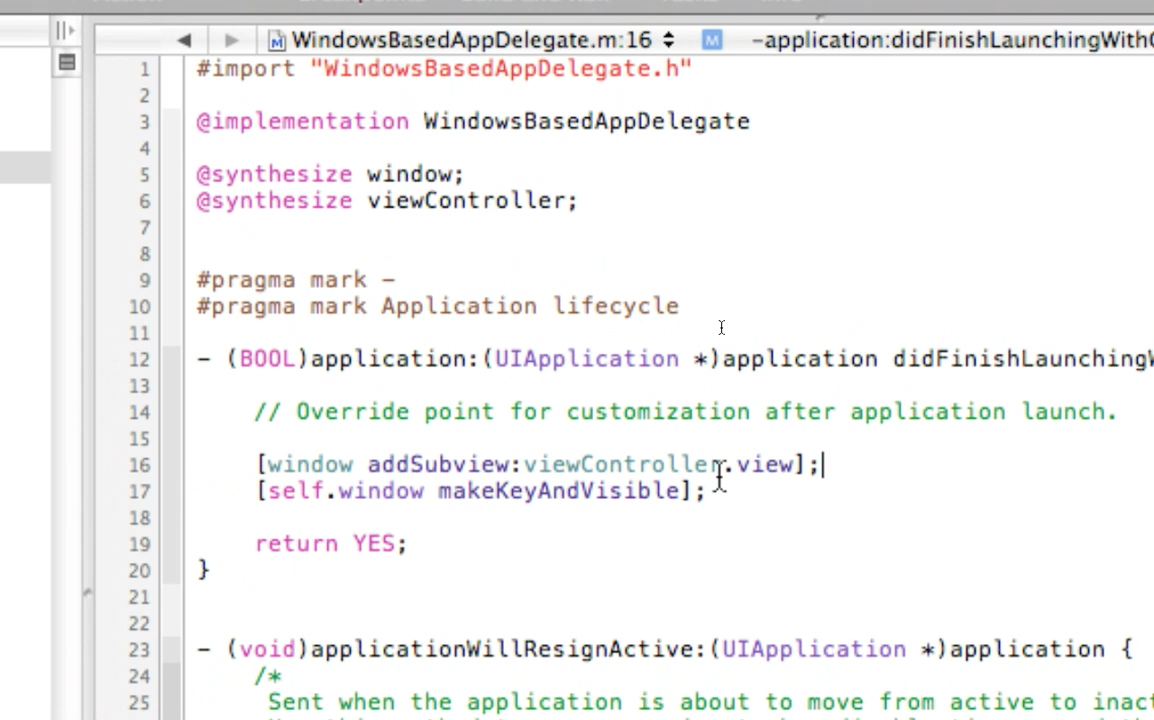 WindowsBasedAppDelegate.m:16 M -application:didFinishLaunchingWith
1 #import "WindowsBasedAppDelegate.h"
2
3 @implementation WindowsBasedAppDelegate
4
5 @synthesize window;
6 @synthesize viewController;
7
8
9 #pragma mark -
10 #pragma mark Application lifecycle
11
12 - (BOOL)application:(UIApplication *)application didFinishLaunching
13
14 // Override point for customization after application launch.
15
16 [window addSubview:viewController.view];
17 [self.window makeKeyAndVisible];
18
19 return YES;
20 }
21
22
23 - (void)applicationWillResignActive:(UIApplication *)application {
24 /*
25 Sent when the application is about to move from active to inact